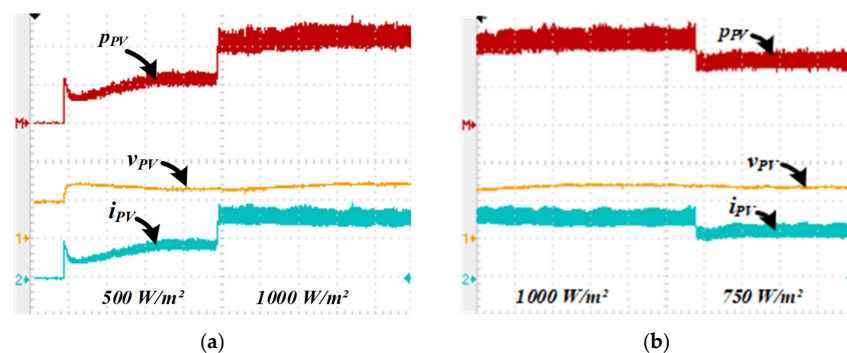 pPV
M
vPV
iPV
1
2
500 W/m² 1000 W/m²
(a)
pPV
M
vPV
iPV
1
2
1000 W/m² 750 W/m²
(b)